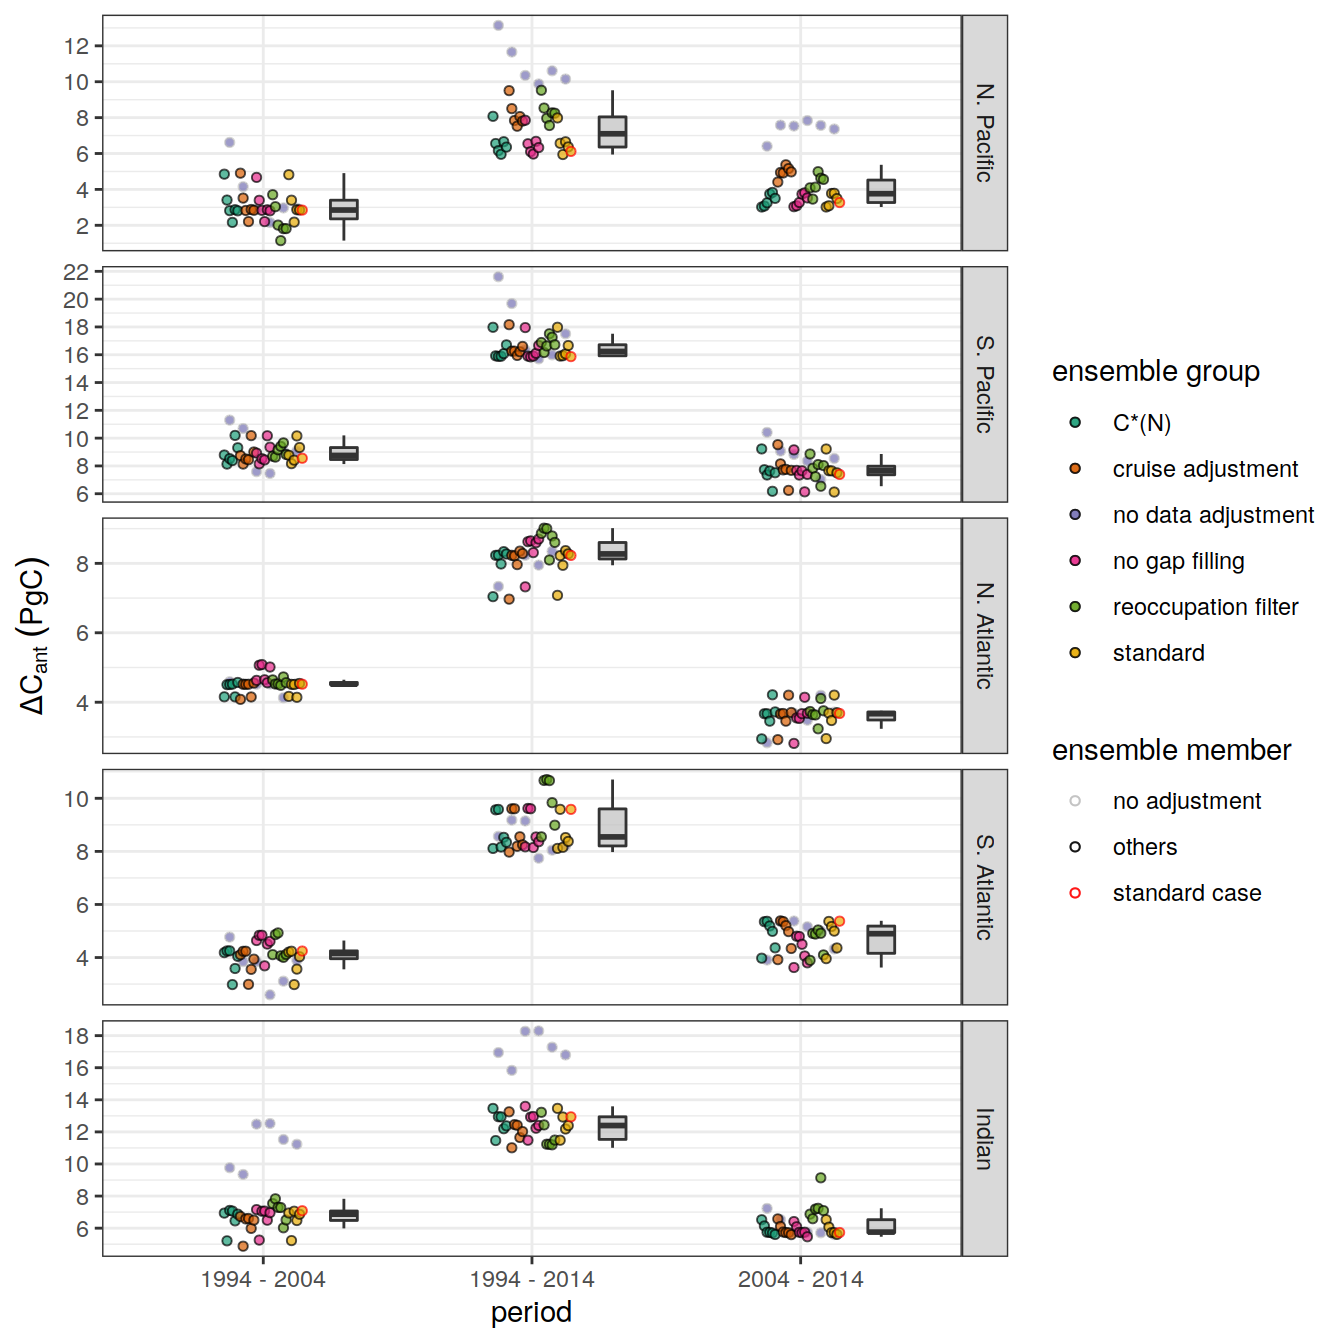 12
10
8
6
4
2
N. Pacific
22
20
18
16
14
12
10
8
6
S. Pacific
8
6
4
N. Atlantic
10
8
6
4
S. Atlantic
18
16
14
12
10
8
6
Indian
1994 - 2004
1994 - 2014
2004 - 2014
period
ΔCant (PgC)
ensemble group
C*(N)
cruise adjustment
no data adjustment
no gap filling
reoccupation filter
standard
ensemble member
no adjustment
others
standard case